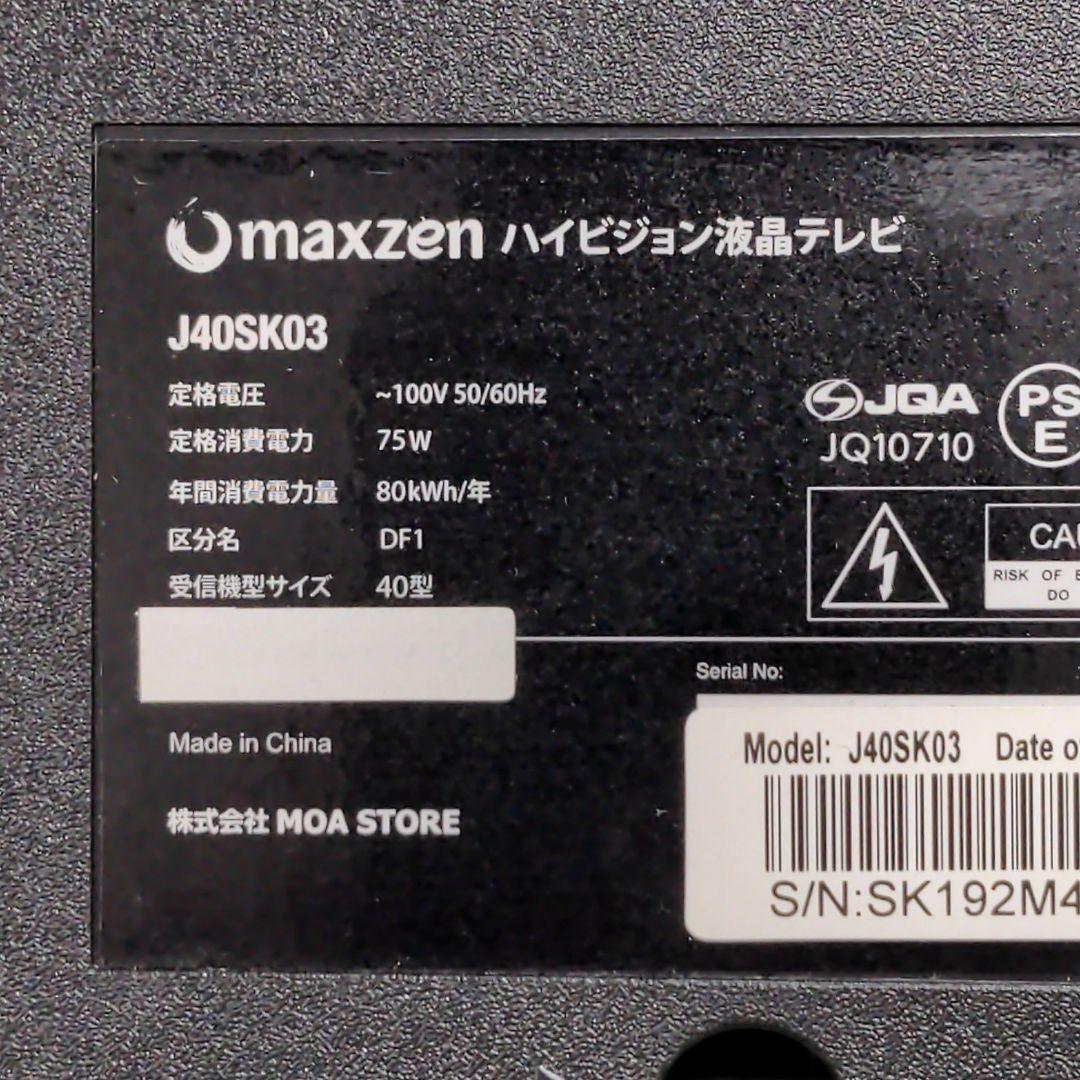 maxzen ハイビジョン液晶テレビ
J40SK03
定格電圧 ~100V 50/60Hz
定格消費電力 75W
年間消費電力量 80kWh/年
区分名 DF1
受信機型サイズ 40型
JQA
JQ10710
PS
E
CAU
RISK OF E
DO
Serial No:
Made in China
株式会社 MOA STORE
Model: J40SK03 Date o
S/N:SK192M4